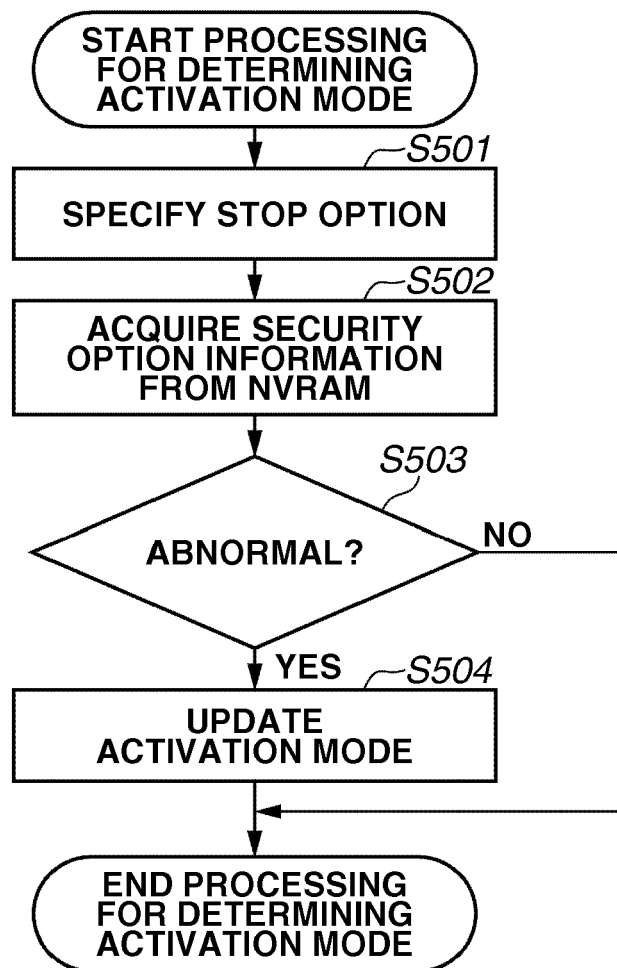 START PROCESSING
FOR DETERMINING
ACTIVATION MODE
S501
SPECIFY STOP OPTION
S502
ACQUIRE SECURITY
OPTION INFORMATION
FROM NVRAM
S503
ABNORMAL?
NO
YES
S504
UPDATE
ACTIVATION MODE
END PROCESSING
FOR DETERMINING
ACTIVATION MODE